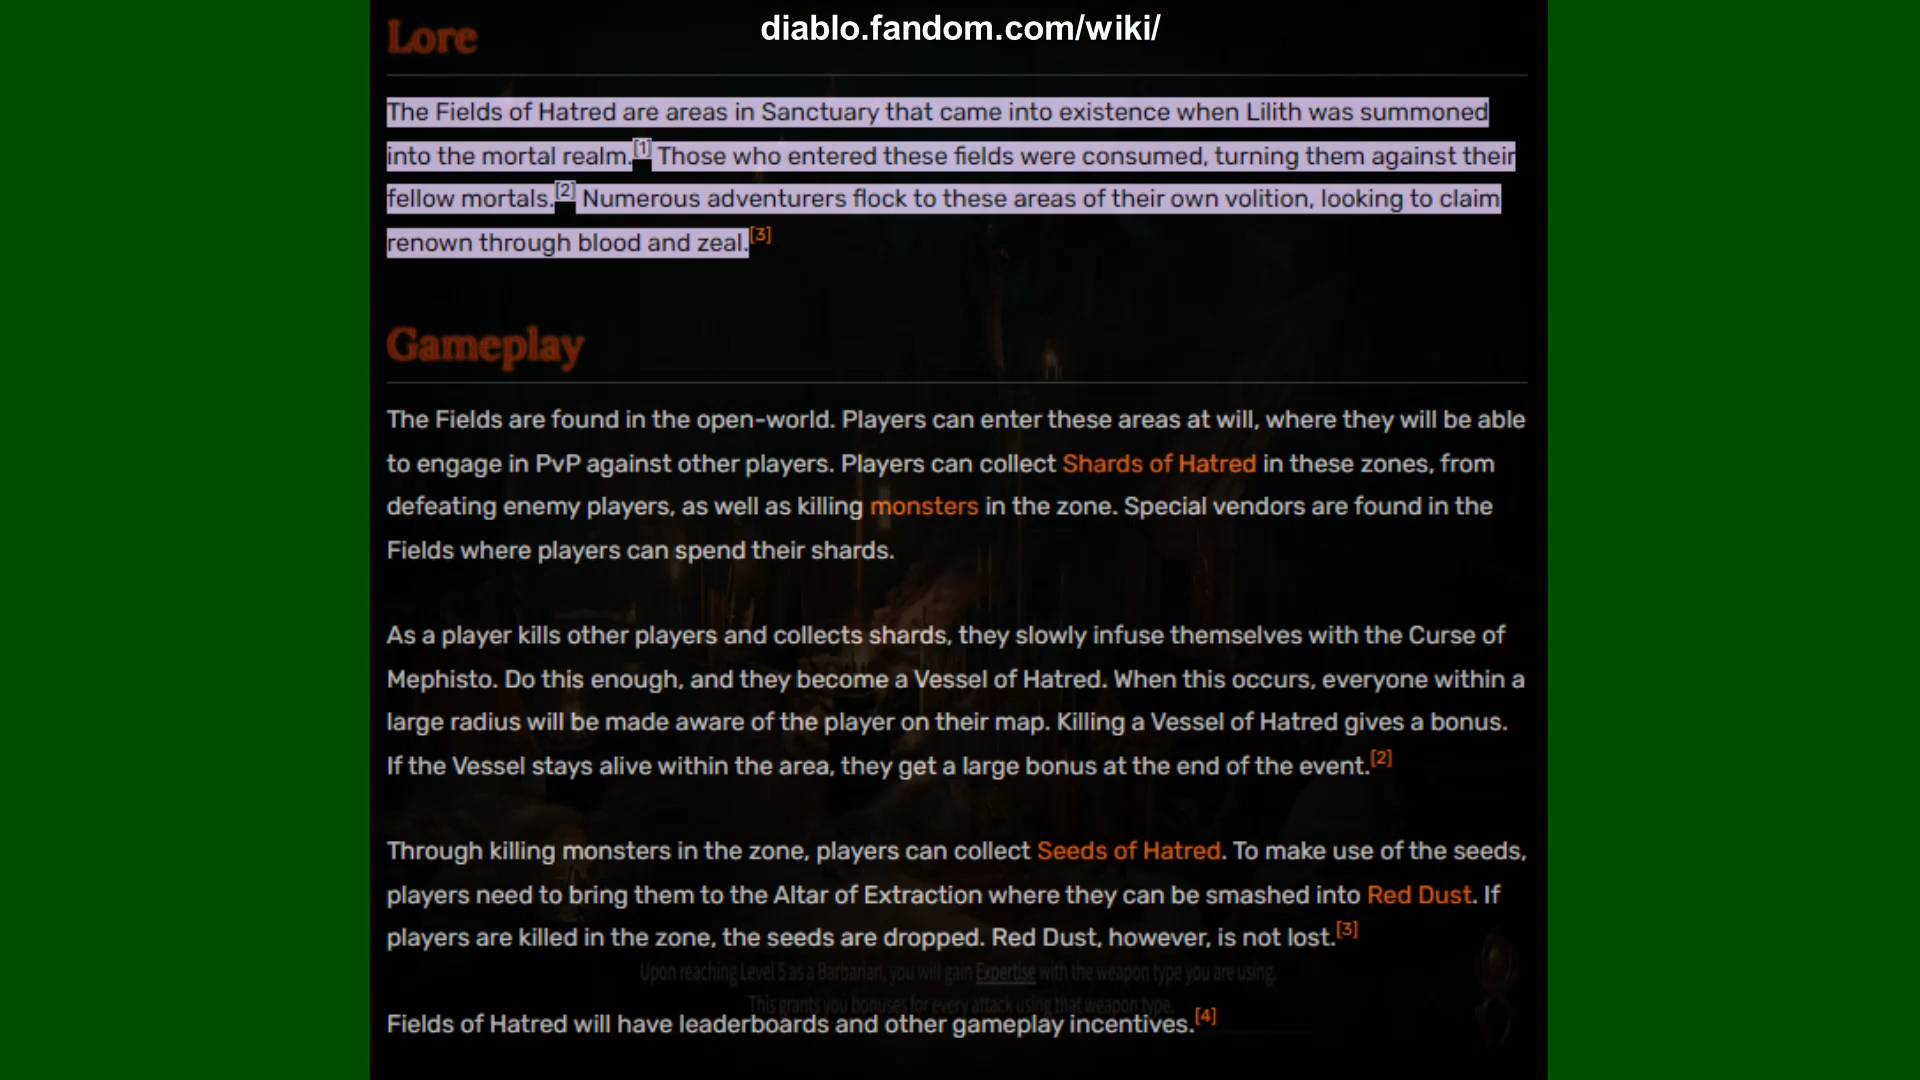 diablo.fandom.com/wiki/
Lore
The Fields of Hatred are areas in Sanctuary that came into existence when Lilith was summoned
into the mortal realm.[1] Those who entered these fields were consumed, turning them against their
fellow mortals.[2] Numerous adventurers flock to these areas of their own volition, looking to claim
renown through blood and zeal.[3]
Gameplay
The Fields are found in the open-world. Players can enter these areas at will, where they will be able
to engage in PvP against other players. Players can collect Shards of Hatred in these zones, from
defeating enemy players, as well as killing monsters in the zone. Special vendors are found in the
Fields where players can spend their shards.
As a player kills other players and collects shards, they slowly infuse themselves with the Curse of
Mephisto. Do this enough, and they become a Vessel of Hatred. When this occurs, everyone within a
large radius will be made aware of the player on their map. Killing a Vessel of Hatred gives a bonus.
If the Vessel stays alive within the area, they get a large bonus at the end of the event.[2]
Through killing monsters in the zone, players can collect Seeds of Hatred. To make use of the seeds,
players need to bring them to the Altar of Extraction where they can be smashed into Red Dust. If
players are killed in the zone, the seeds are dropped. Red Dust, however, is not lost.[3]
Upon reaching Level 5 as a Barbarian, you will gain Expertise with the weapon type you are using.
This grants you bonuses for every attack using that weapon type.
Fields of Hatred will have leaderboards and other gameplay incentives.[4]